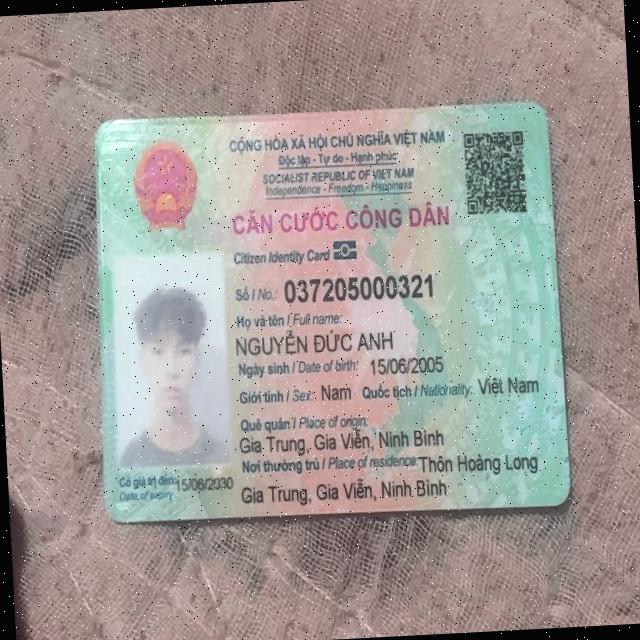 CỘNG HÒA XÃ HỘI CHỦ NGHĨA VIỆT NAM
Độc lập - Tự do - Hạnh phúc
SOCIALIST REPUBLIC OF VIET NAM
Independence - Freedom - Happiness
CĂN CƯỚC CÔNG DÂN
Citizen Identity Card
Số / No.: 037205000321
Họ và tên / Full name:
NGUYỄN ĐỨC ANH
Ngày sinh / Date of birth: 15/06/2005
Giới tính / Sex: Nam Quốc tịch / Nationality: Việt Nam
Quê quán / Place of origin:
Gia Trung, Gia Viễn, Ninh Bình
Nơi thường trú / Place of residence: Thôn Hoàng Long
Gia Trung, Gia Viễn, Ninh Bình
Có giá trị đến: 15/06/2030
Date of expiry